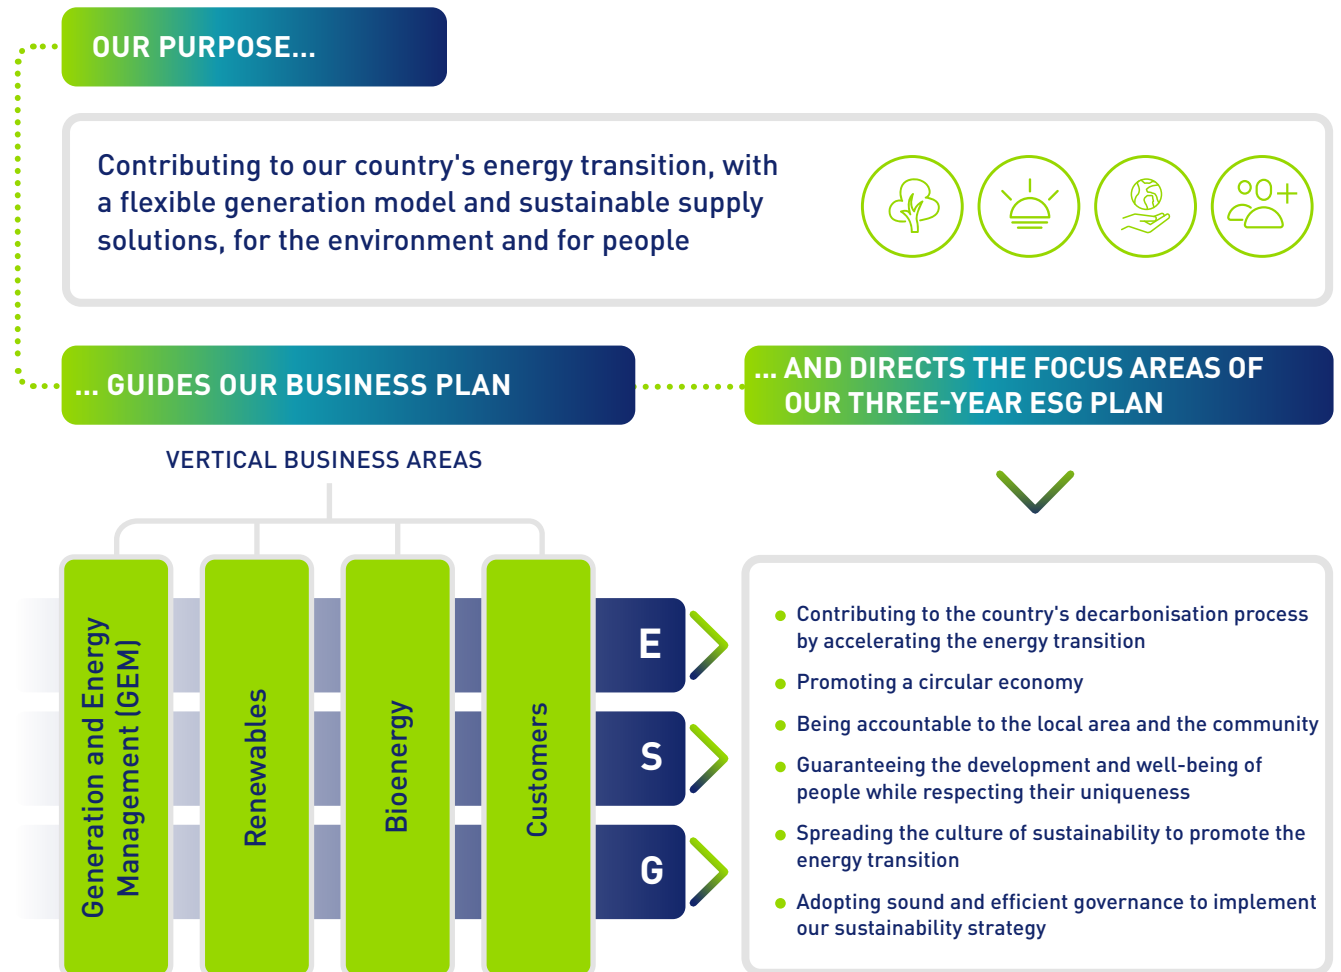 OUR PURPOSE...
Contributing to our country's energy transition, with
a flexible generation model and sustainable supply
solutions, for the environment and for people
... GUIDES OUR BUSINESS PLAN
... AND DIRECTS THE FOCUS AREAS OF
OUR THREE-YEAR ESG PLAN
VERTICAL BUSINESS AREAS
Generation and Energy
Management (GEM)
Renewables
Bioenergy
Customers
E
S
G
• Contributing to the country's decarbonisation process
by accelerating the energy transition
• Promoting a circular economy
• Being accountable to the local area and the community
• Guaranteeing the development and well-being of
people while respecting their uniqueness
• Spreading the culture of sustainability to promote the
energy transition
• Adopting sound and efficient governance to implement
our sustainability strategy